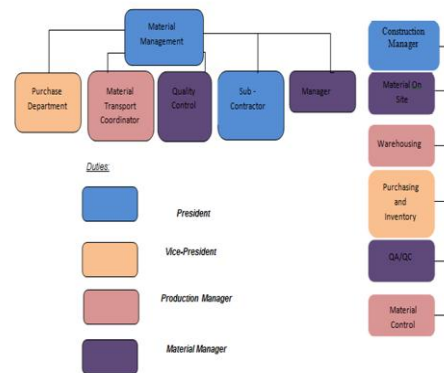 Material
Management
Purchase
Department
Material
Transport
Coordinator
Quality
Control
Sub -
Contractor
Manager
Construction
Manager
Material On
Site
Warehousing
Purchasing
and
Inventory
QA/QC
Material
Control
Duties:
President
Vice-President
Production Manager
Material Manager